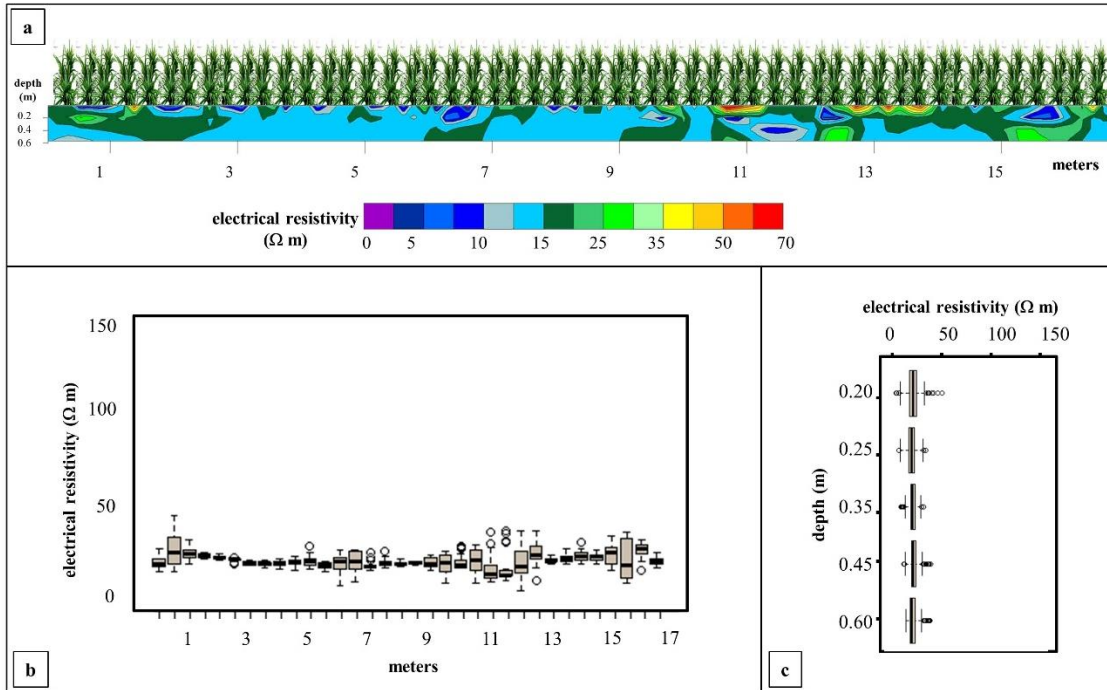 a
depth
(m)
0.2
0.4
0.6
1 3 5 7 9 11 13 15 meters
electrical resistivity
(Ω m)
0 5 10 15 25 35 50 70
150
100
50
0
electrical resistivity (Ω m)
1 3 5 7 9 11 13 15 17
meters
b
electrical resistivity (Ω m)
0 50 100 150
0.20
0.25
0.35
0.45
0.60
depth (m)
c